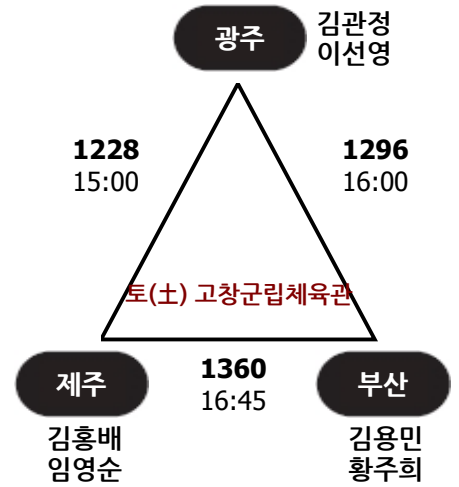 광주
김관정
이선영
1228
15:00
1296
16:00
토(土) 고창군립체육관
제주
1360
16:45
부산
김홍배
임영순
김용민
황주희